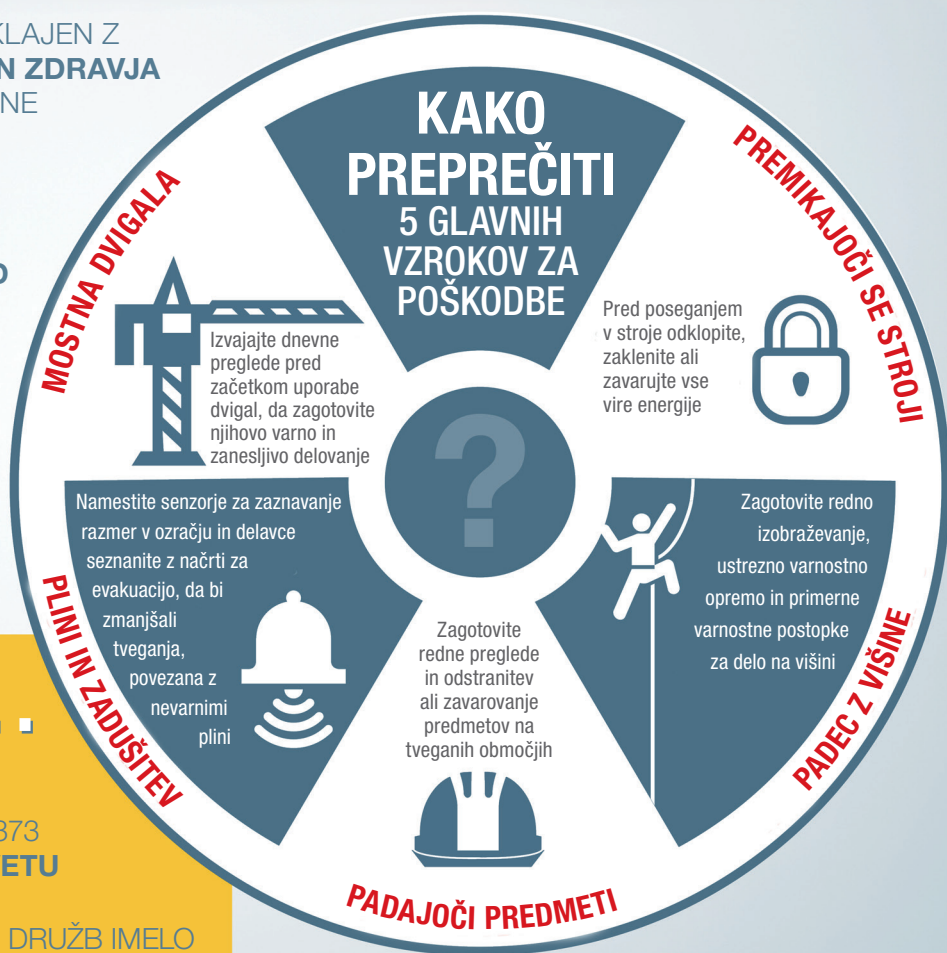 KLAJEN Z
N ZDRAVJA
NE
KAKO
PREPREČITI
5 GLAVNIH
VZROKOV ZA
POŠKODBE
PREMIKAJOČI SE STROJI
Pred poseganjem
v stroje odklopite,
zaklenite ali
zavarujte vse
vire energije
PADEC Z VIŠINE
Zagotovite redno
izobraževanje,
ustrezno varnostno
opremo in primerne
varnostne postopke
za delo na višini
PADAJOČI PREDMETI
Zagotovite
redne preglede
in odstranitev
ali zavarovanje
predmetov na
tveganih območjih
PLINI IN ZADUŠITEV
Namestite senzorje za zaznavanje
razmer v ozračju in delavce
seznanite z načrti za
evakuacijo, da bi
zmanjšali
tveganja,
povezana z
nevarnimi
plini
MOSTNA DVIGALA
Izvajajte dnevne
preglede pred
začetkom uporabe
dvigal, da zagotovite
njihovo varno in
zanesljivo delovanje
?
373
ETU
DRUŽB IMELO